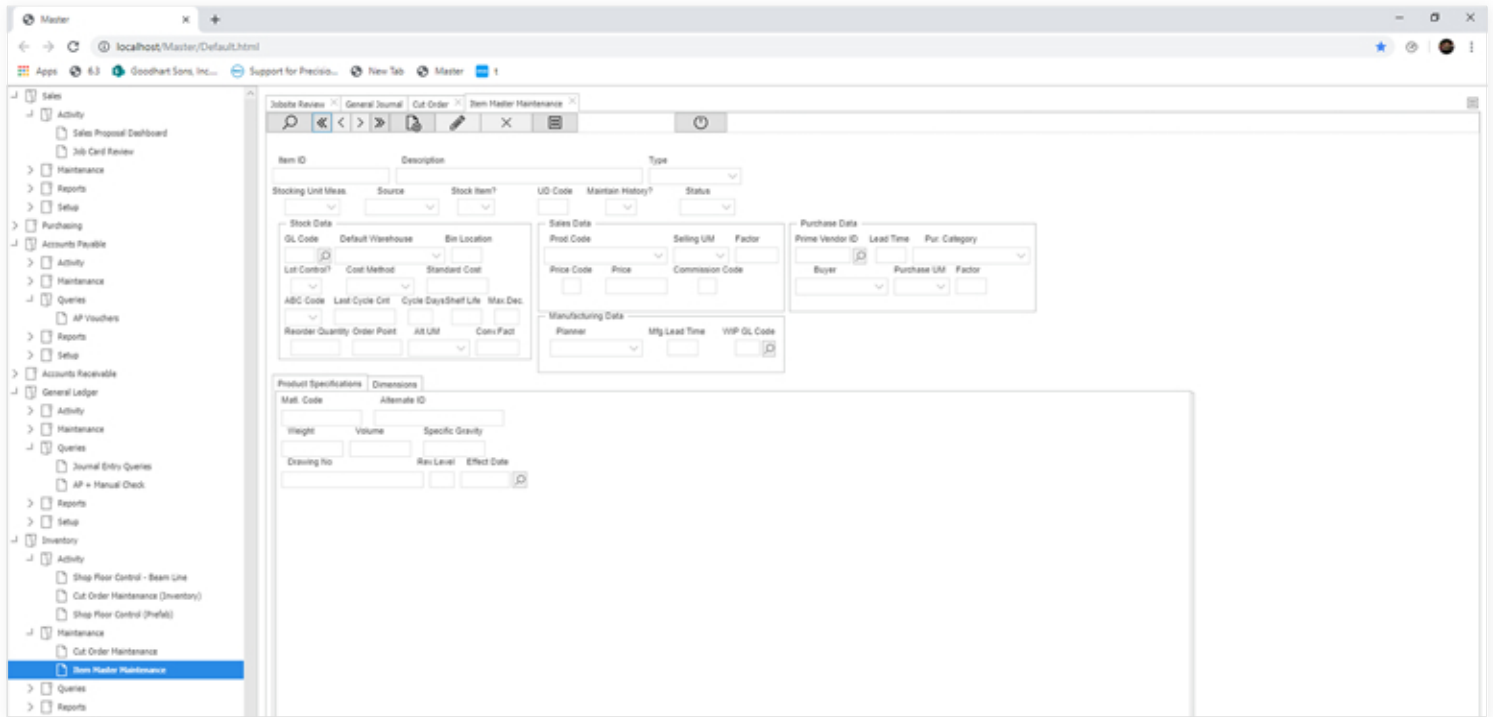 Master
localhost/Master/Default.html
Apps 6.3 Goodhart Sons, Inc... Support for Precisio... New Tab Master t
Sales
Activity
Sales Proposal Dashboard
Job Card Review
Maintenance
Reports
Setup
Purchasing
Accounts Payable
Activity
Maintenance
Queries
AP Vouchers
Reports
Setup
Accounts Receivable
General Ledger
Activity
Maintenance
Queries
Journal Entry Queries
AP + Manual Check
Reports
Setup
Inventory
Activity
Shop Floor Control - Beam Line
Cut Order Maintenance (Inventory)
Shop Floor Control (Prefab)
Maintenance
Cut Order Maintenance
Item Master Maintenance
Queries
Reports
Jobsite Review General Journal Cut Order Item Master Maintenance
Item ID Description Type
Stocking Unit Meas. Source Stock Item? UD Code Maintain History? Status
Stock Data
GL Code Default Warehouse Bin Location
Lot Control? Cost Method Standard Cost
ABC Code Last Cycle Cnt Cycle Days Shelf Life Max Dec.
Reorder Quantity Order Point Alt UM Conv Fact
Sales Data
Prod.Code Selling UM Factor
Price Code Price Commission Code
Manufacturing Data
Planner Mfg Lead Time WIP GL Code
Purchase Data
Prime Vendor ID Lead Time Pur. Category
Buyer Purchase UM Factor
Product Specifications Dimensions
Matl. Code Alternate ID
Weight Volume Specific Gravity
Drawing No Rev.Level Effect Date